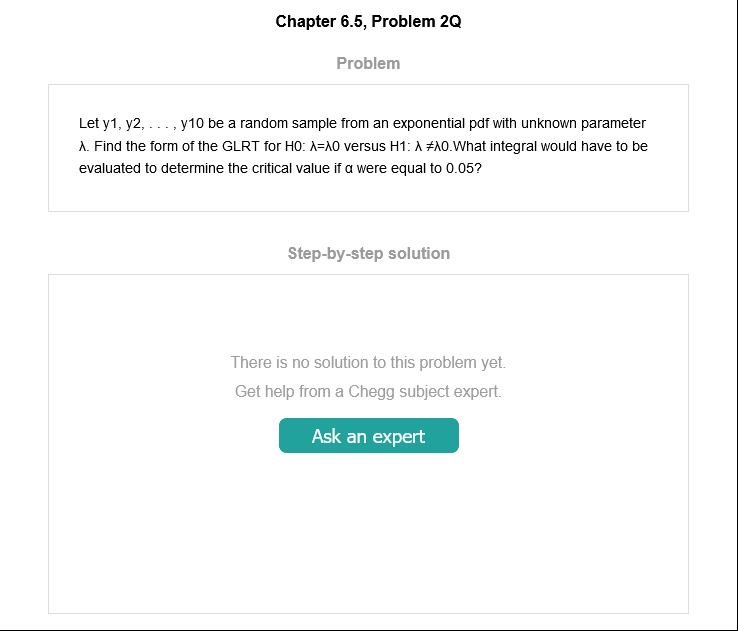 Chapter 6.5, Problem 2Q
Problem
Let y1, y2, . . . , y10 be a random sample from an exponential pdf with unknown parameter
λ. Find the form of the GLRT for H0: λ=λ0 versus H1: λ ≠λ0.What integral would have to be
evaluated to determine the critical value if α were equal to 0.05?
Step-by-step solution
There is no solution to this problem yet.
Get help from a Chegg subject expert.
Ask an expert